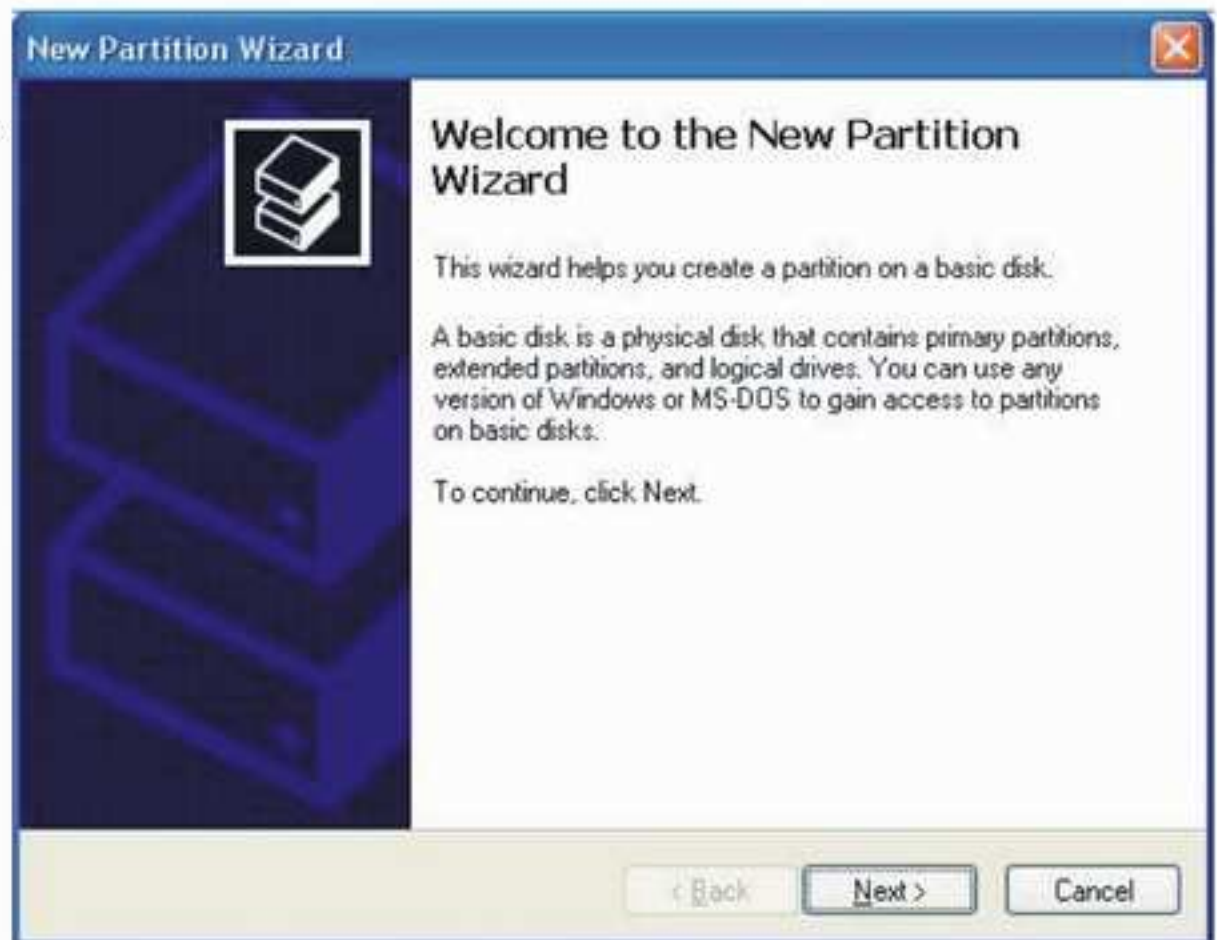 New Partition Wizard
Welcome to the New Partition
Wizard
This wizard helps you create a partition on a basic disk.
A basic disk is a physical disk that contains primary partitions,
extended partitions, and logical drives. You can use any
version of Windows or MS-DOS to gain access to partitions
on basic disks.
To continue, click Next.
< Back
Next >
Cancel